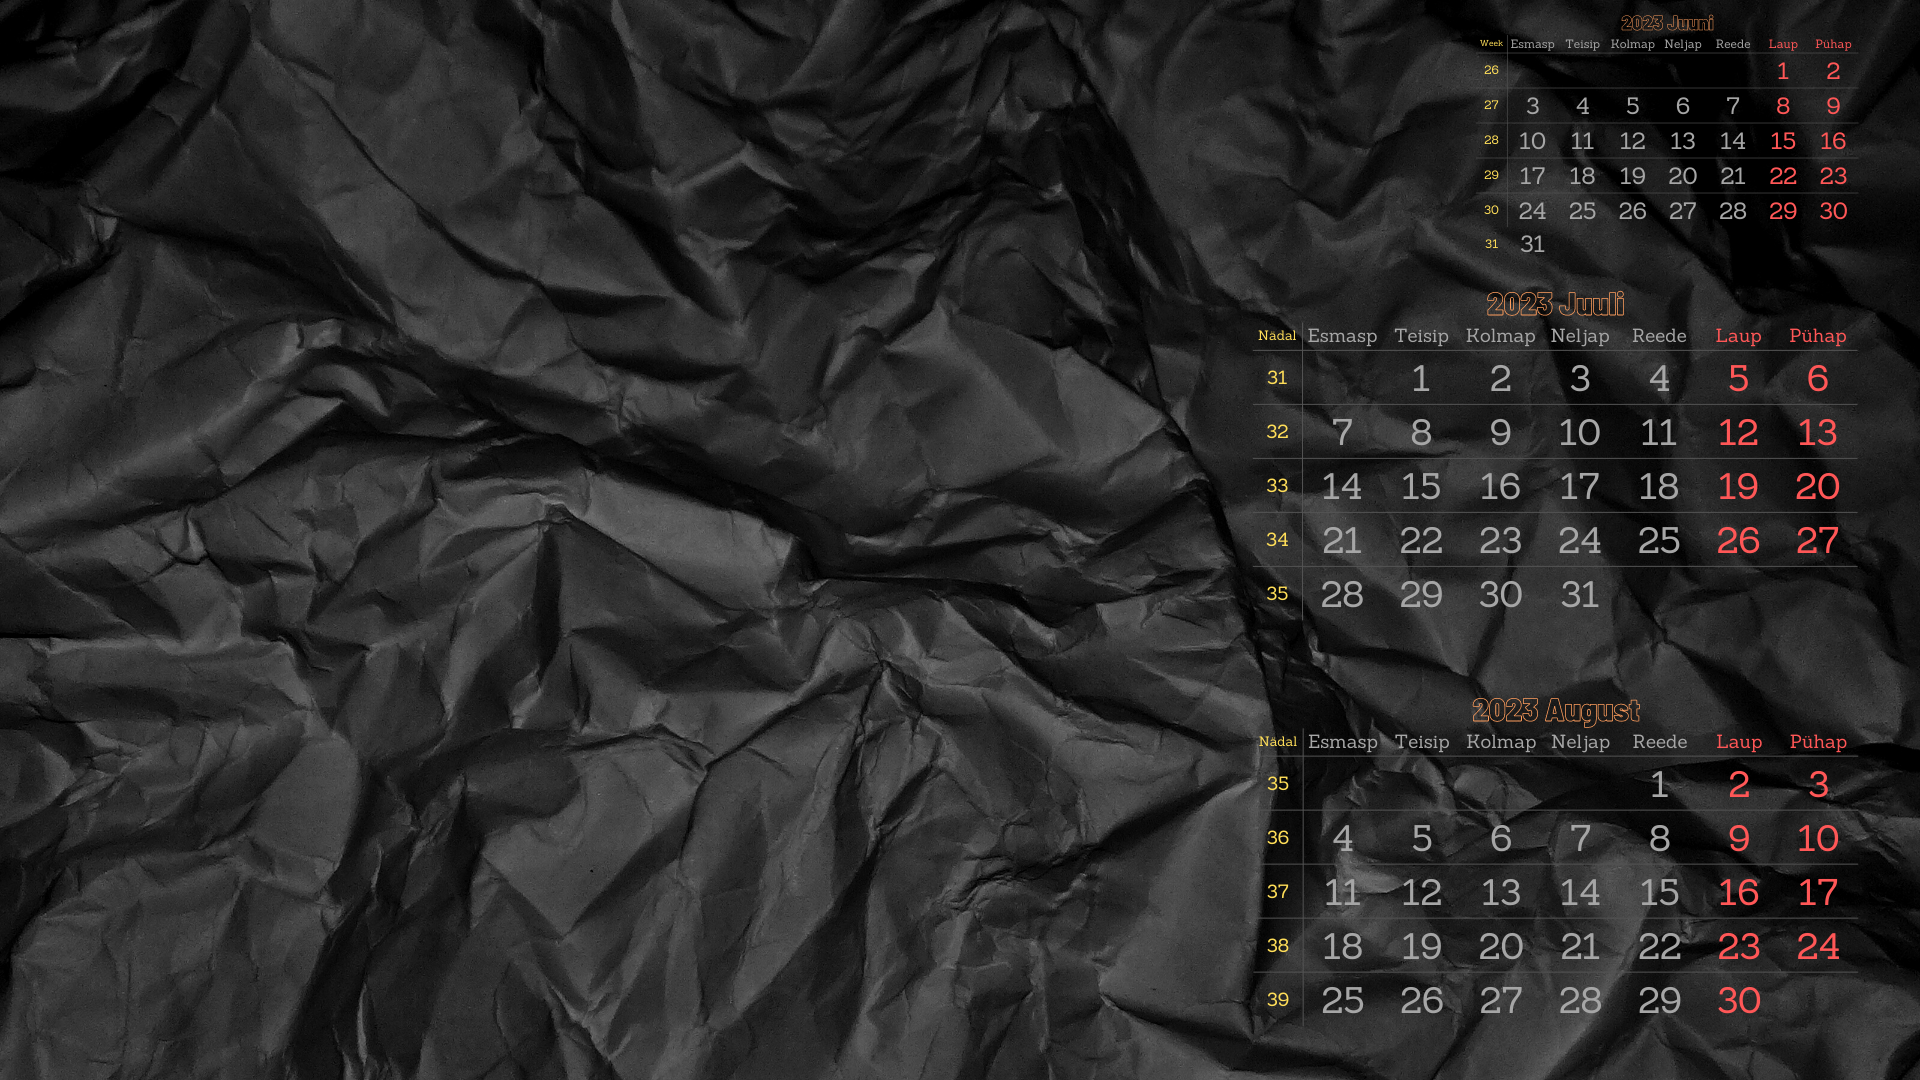 2023 Juuni
Week Esmasp Teisip Kolmap Neljap Reede Laup Pühap
26 1 2
27 3 4 5 6 7 8 9
28 10 11 12 13 14 15 16
29 17 18 19 20 21 22 23
30 24 25 26 27 28 29 30
31 31
2023 Juuli
Nädal Esmasp Teisip Kolmap Neljap Reede Laup Pühap
31 1 2 3 4 5 6
32 7 8 9 10 11 12 13
33 14 15 16 17 18 19 20
34 21 22 23 24 25 26 27
35 28 29 30 31
2023 August
Nädal Esmasp Teisip Kolmap Neljap Reede Laup Pühap
35 1 2 3
36 4 5 6 7 8 9 10
37 11 12 13 14 15 16 17
38 18 19 20 21 22 23 24
39 25 26 27 28 29 30